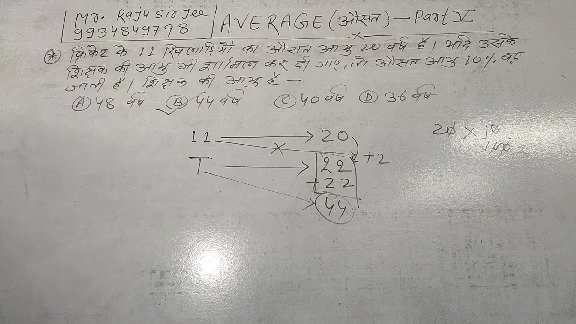 Mr. Raju sir Jee
9934849798
AVERAGE (औसत) - Part V
क्रिकेट के 11 खिलाड़ियों का औसत आयु 20 वर्ष है। यदि उसके
शिक्षक की आयु भी शामिल कर दी जाए, तो औसत आयु 10% बढ़
जाती है। शिक्षक की आयु है —
(A) 48 वर्ष (B) 44 वर्ष (C) 40 वर्ष (D) 36 वर्ष
11 → 20
T → 22 +2
+22
44
20 × 10
100